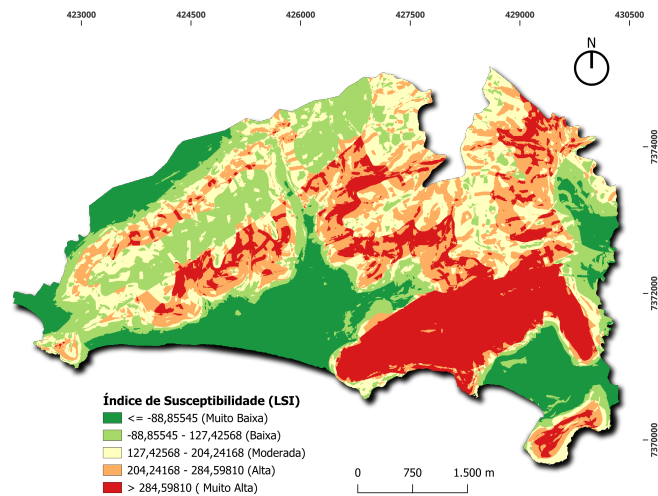 423000 424500 426000 427500 429000 430500
N
7374000
7372000
7370000
Índice de Susceptibilidade (LSI)
<= -88,85545 (Muito Baixa)
-88,85545 - 127,42568 (Baixa)
127,42568 - 204,24168 (Moderada)
204,24168 - 284,59810 (Alta)
> 284,59810 ( Muito Alta)
0 750 1.500 m